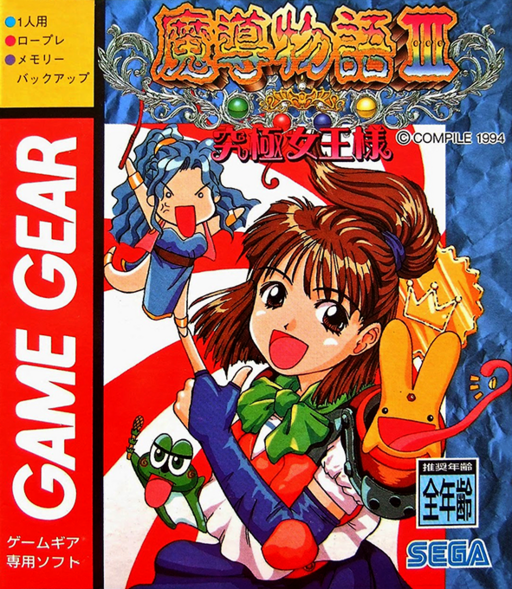 1人用
ロープレ
メモリー
バックアップ
魔導物語III
究極女王様
©COMPILE 1994
GAME GEAR
ゲームギア
専用ソフト
推奨年齢
全年齢
SEGA